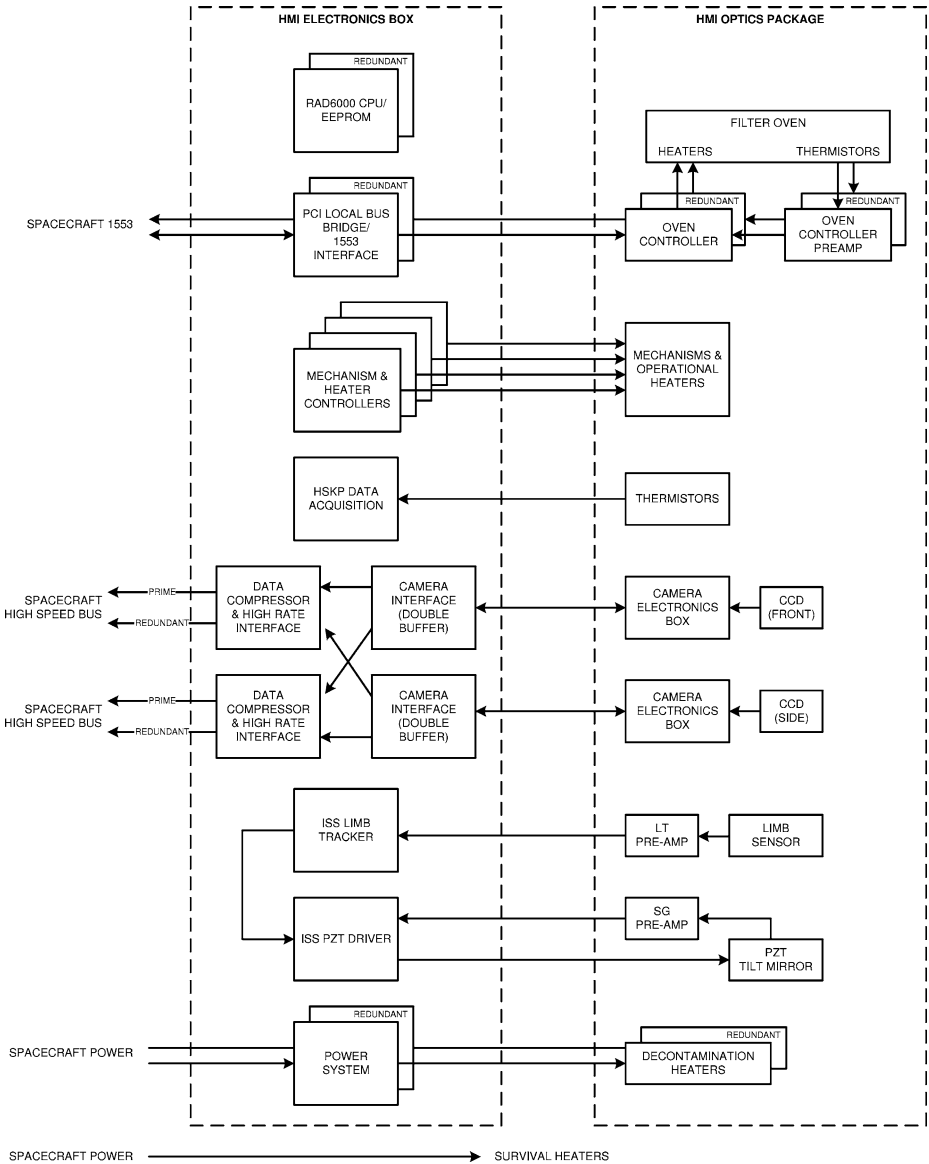 HMI ELECTRONICS BOX
HMI OPTICS PACKAGE
REDUNDANT
RAD6000 CPU/
EEPROM
FILTER OVEN
HEATERS
THERMISTORS
SPACECRAFT 1553
REDUNDANT
PCI LOCAL BUS
BRIDGE/
1553
INTERFACE
REDUNDANT
OVEN
CONTROLLER
REDUNDANT
OVEN
CONTROLLER
PREAMP
MECHANISM &
HEATER
CONTROLLERS
MECHANISMS &
OPERATIONAL
HEATERS
HSKP DATA
ACQUISITION
THERMISTORS
SPACECRAFT
HIGH SPEED BUS
PRIME
REDUNDANT
DATA
COMPRESSOR
& HIGH RATE
INTERFACE
CAMERA
INTERFACE
(DOUBLE
BUFFER)
CAMERA
ELECTRONICS
BOX
CCD
(FRONT)
SPACECRAFT
HIGH SPEED BUS
PRIME
REDUNDANT
DATA
COMPRESSOR
& HIGH RATE
INTERFACE
CAMERA
INTERFACE
(DOUBLE
BUFFER)
CAMERA
ELECTRONICS
BOX
CCD
(SIDE)
ISS LIMB
TRACKER
LT
PRE-AMP
LIMB
SENSOR
ISS PZT DRIVER
SG
PRE-AMP
PZT
TILT MIRROR
SPACECRAFT POWER
REDUNDANT
POWER
SYSTEM
REDUNDANT
DECONTAMINATION
HEATERS
SPACECRAFT POWER
SURVIVAL HEATERS